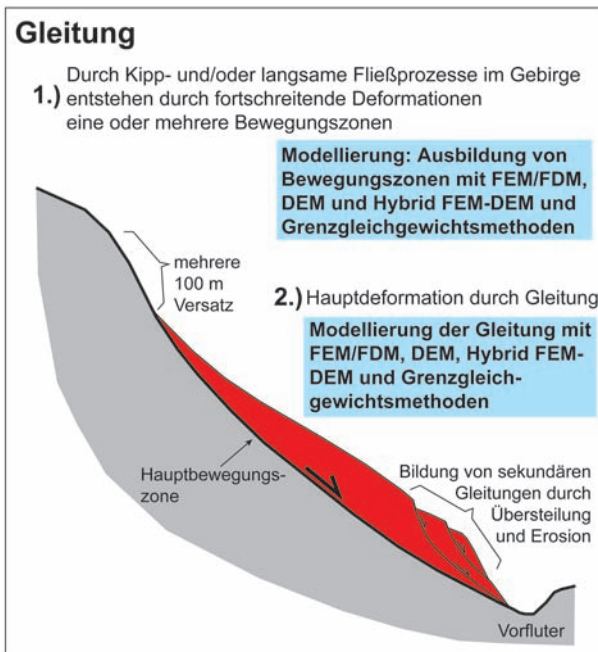 Gleitung
1.) Durch Kipp- und/oder langsame Fließprozesse im Gebirge
entstehen durch fortschreitende Deformationen
eine oder mehrere Bewegungszonen
Modellierung: Ausbildung von
Bewegungszonen mit FEM/FDM,
DEM und Hybrid FEM-DEM und
Grenzgleichgewichtsmethoden
mehrere
100 m
Versatz
2.) Hauptdeformation durch Gleitung
Modellierung der Gleitung mit
FEM/FDM, DEM, Hybrid FEM-
DEM und Grenzgleich-
gewichtsmethoden
Hauptbewegungs-
zone
Bildung von sekundären
Gleitungen durch
Übersteilung
und Erosion
Vorfluter